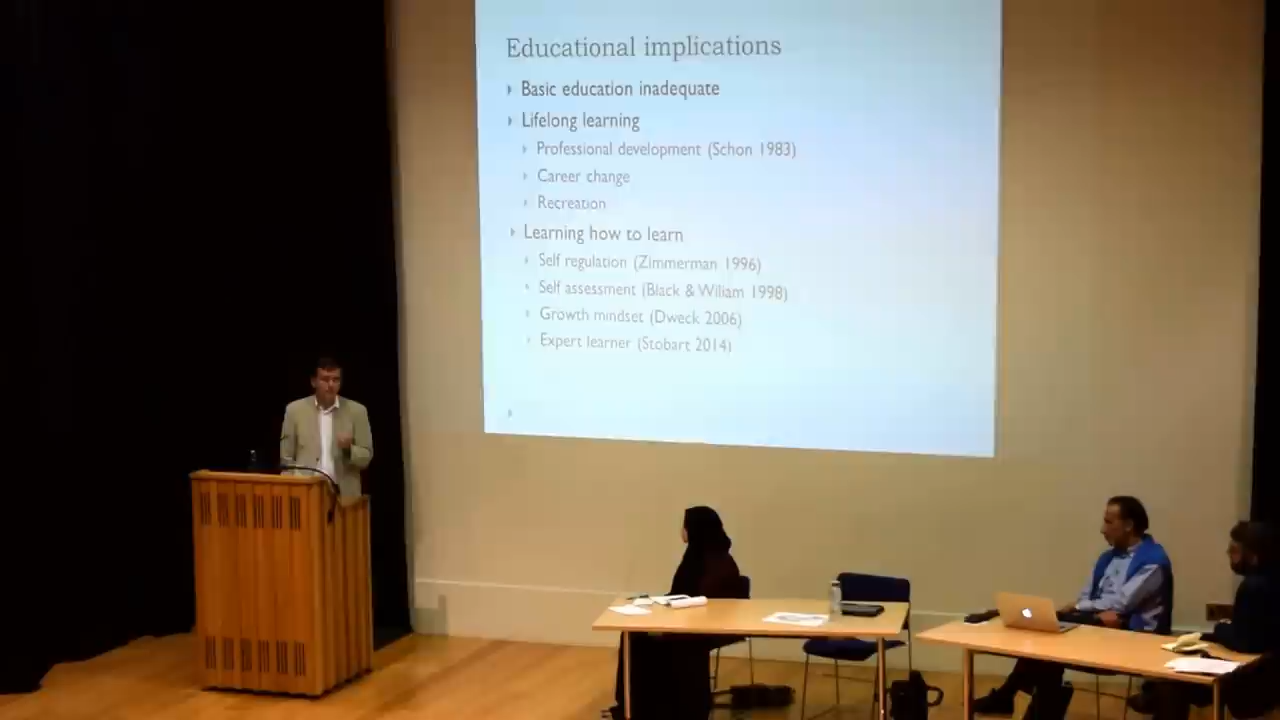 Educational implications
Basic education inadequate
Lifelong learning
Professional development (Schon 1983)
Career change
Recreation
Learning how to learn
Self regulation (Zimmerman 1996)
Self assessment (Black & Wiliam 1998)
Growth mindset (Dweck 2006)
Expert learner (Stobart 2014)